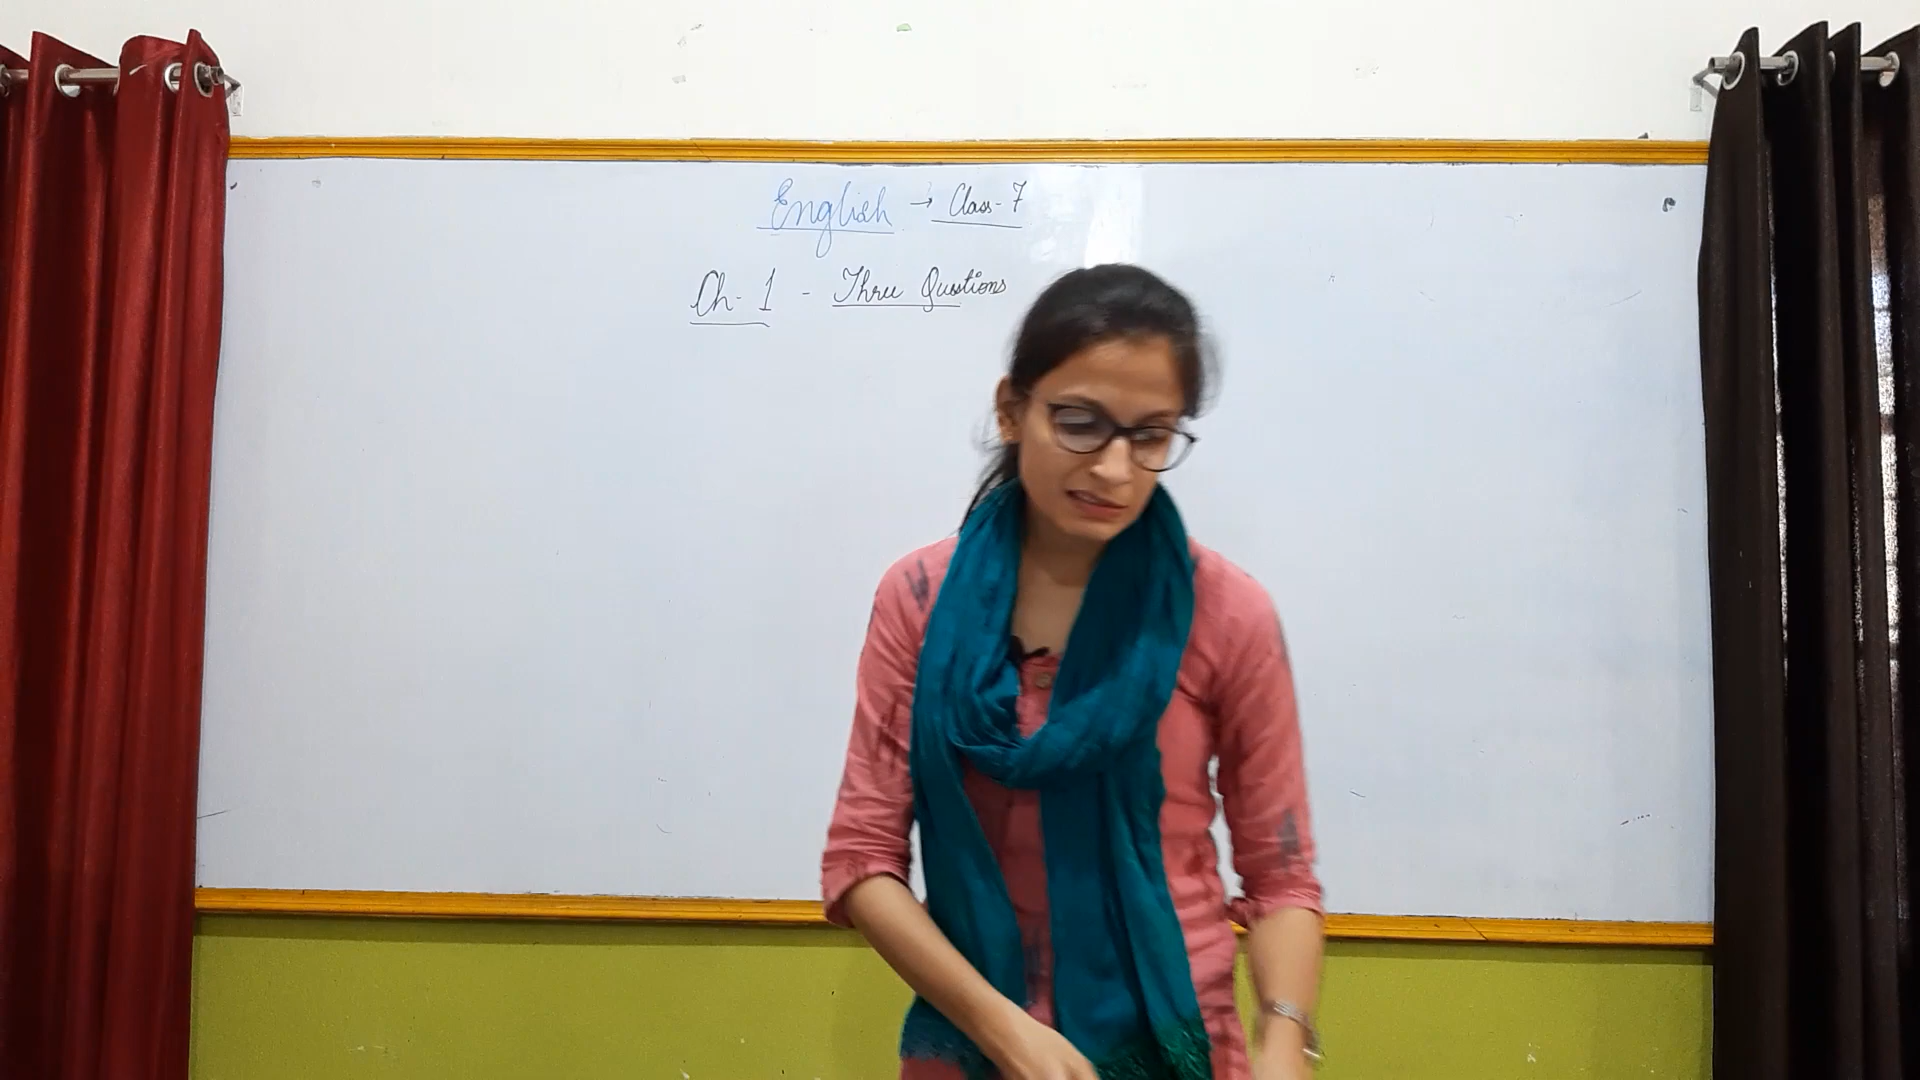 English → Class-7
Ch-1 - Three Questions